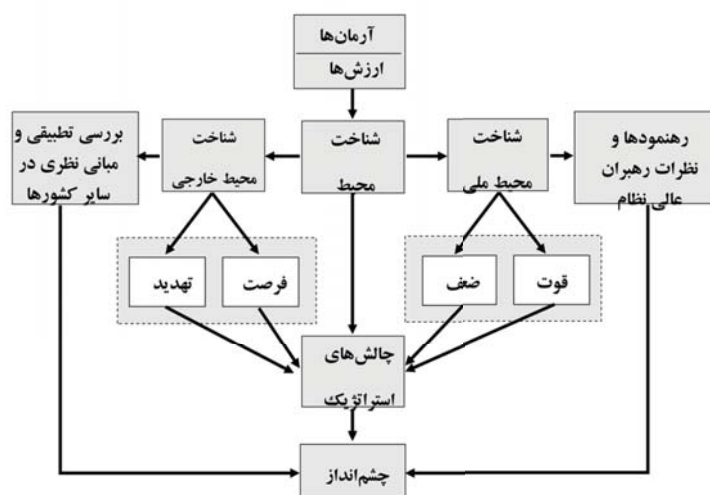 آرمان‌ها
ارزش‌ها
رهنمودها و
نظرات رهبران
عالی نظام
شناخت
محیط ملی
شناخت
محیط
شناخت
محیط خارجی
بررسی تطبیقی و
مبانی نظری در
سایر کشورها
قوت
ضعف
فرصت
تهدید
چالش‌های
استراتژیک
چشم‌انداز